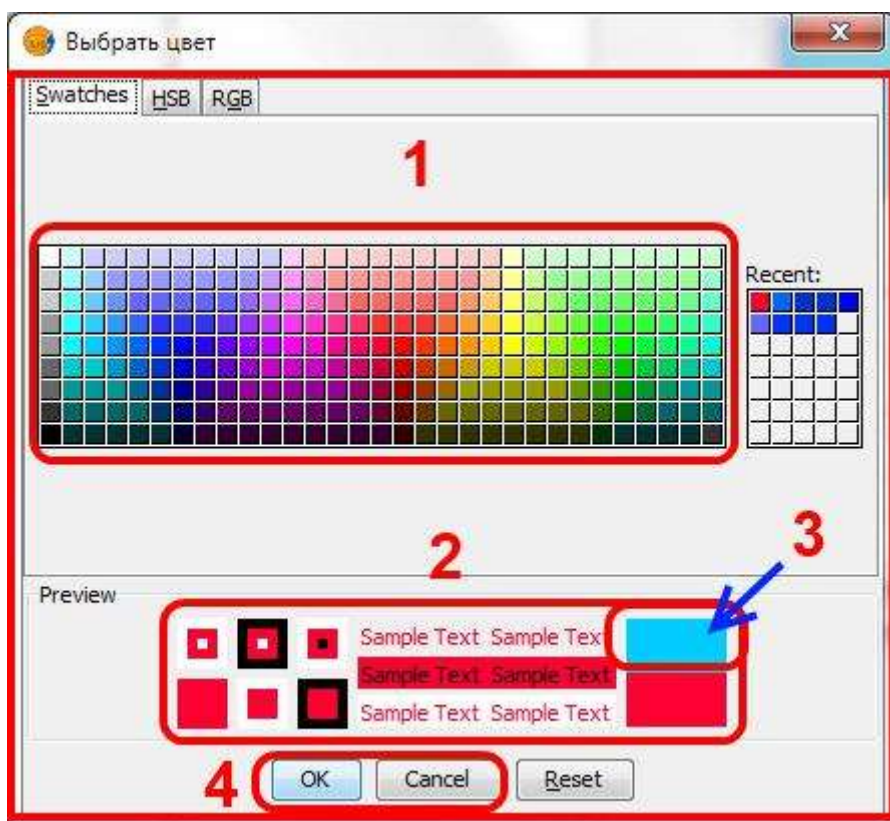 Выбрать цвет
Swatches HSB RGB
1
Recent:
2
3
Preview
Sample Text Sample Text
Sample Text Sample Text
Sample Text Sample Text
4
OK Cancel Reset